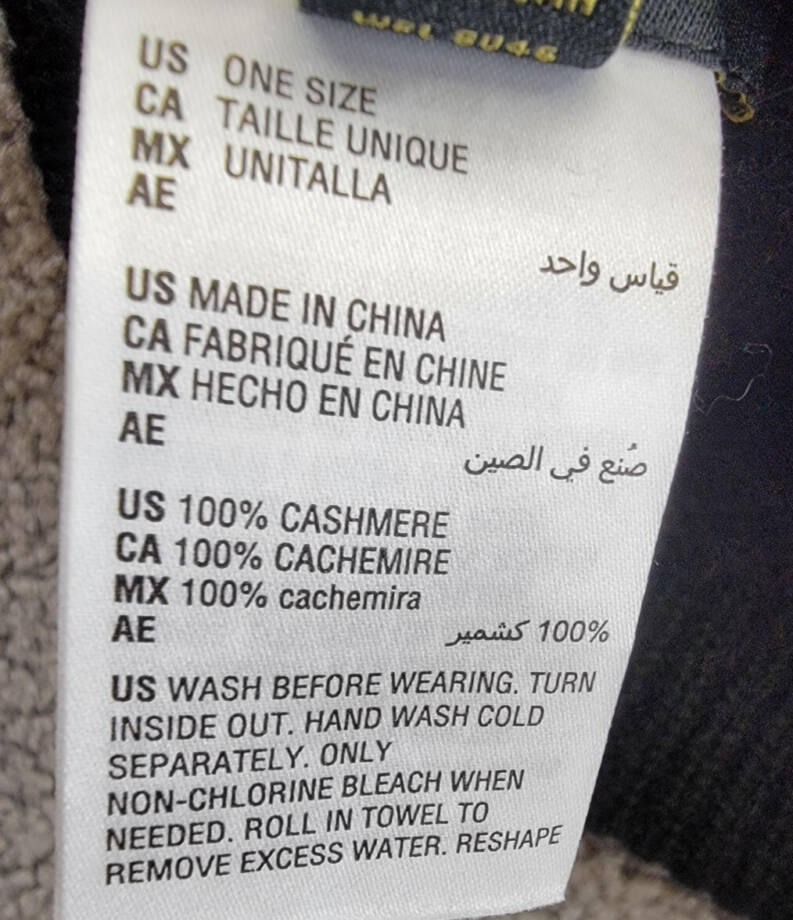 WPL 8046
US ONE SIZE
CA TAILLE UNIQUE
MX UNITALLA
AE
قياس واحد
US MADE IN CHINA
CA FABRIQUÉ EN CHINE
MX HECHO EN CHINA
AE
صُنع في الصين
US 100% CASHMERE
CA 100% CACHEMIRE
MX 100% cachemira
AE
100% كشمير
US WASH BEFORE WEARING. TURN
INSIDE OUT. HAND WASH COLD
SEPARATELY. ONLY
NON-CHLORINE BLEACH WHEN
NEEDED. ROLL IN TOWEL TO
REMOVE EXCESS WATER. RESHAPE